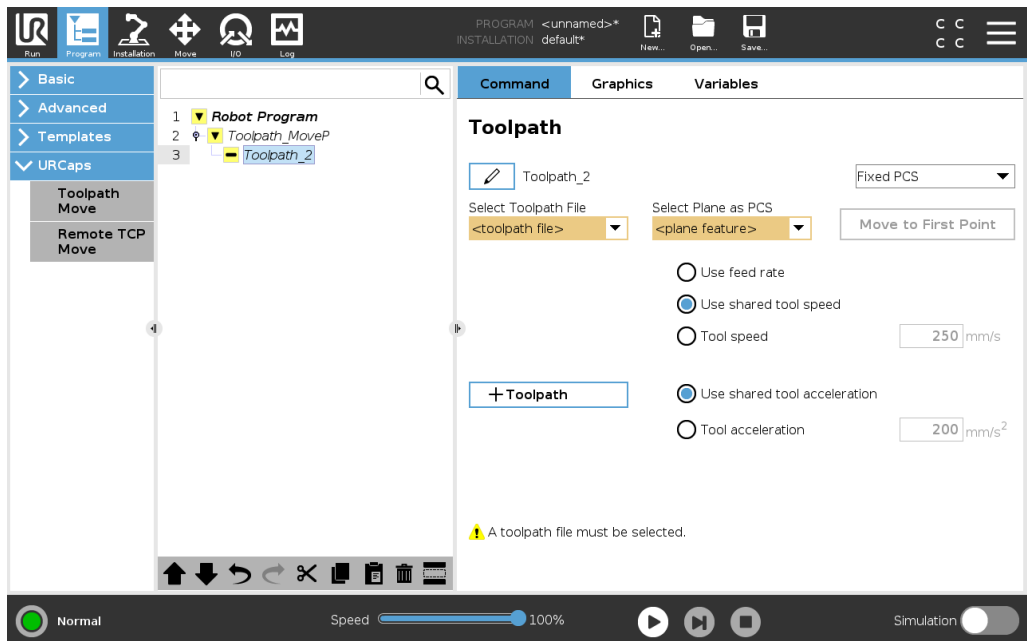 UR
Run
Program
Installation
Move
I/O
Log
PROGRAM <unnamed>*
INSTALLATION default*
New...
Open...
Save...
C C
C C
Basic
Advanced
Templates
URCaps
Toolpath
Move
Remote TCP
Move
1 Robot Program
2 Toolpath_MoveP
3 Toolpath_2
Command Graphics Variables
Toolpath
Toolpath_2
Fixed PCS
Select Toolpath File
<toolpath file>
Select Plane as PCS
<plane feature>
Move to First Point
Use feed rate
Use shared tool speed
Tool speed 250 mm/s
+Toolpath
Use shared tool acceleration
Tool acceleration 200 mm/s²
A toolpath file must be selected.
Normal
Speed 100%
Simulation